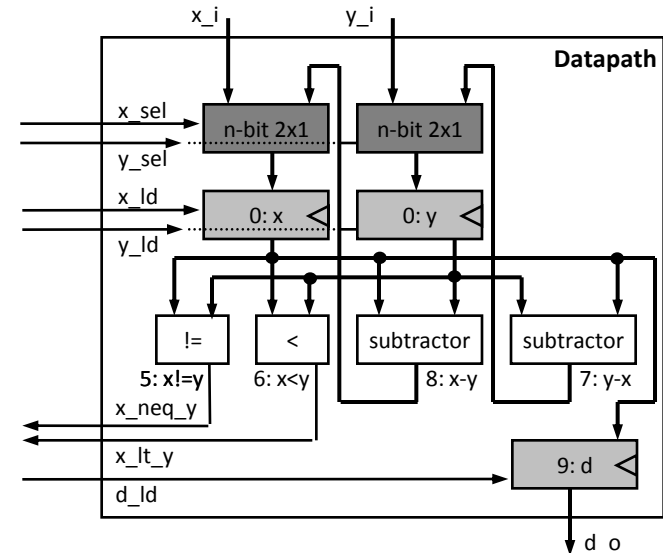 x_i
y_i
Datapath
x_sel
n-bit 2x1
n-bit 2x1
y_sel
x_ld
0: x
0: y
y_ld
!=
<
subtractor
subtractor
5: x!=y
6: x<y
8: x-y
7: y-x
x_neq_y
x_lt_y
9: d
d_ld
d_o